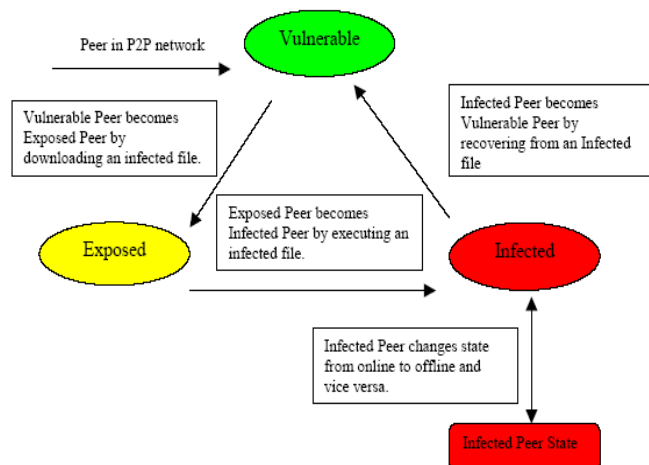 Vulnerable
Peer in P2P network
Vulnerable Peer becomes
Exposed Peer by
downloading an infected file.
Infected Peer becomes
Vulnerable Peer by
recovering from an Infected
file
Exposed Peer becomes
Infected Peer by executing an
infected file.
Exposed
Infected
Infected Peer changes state
from online to offline and
vice versa.
Infected Peer State